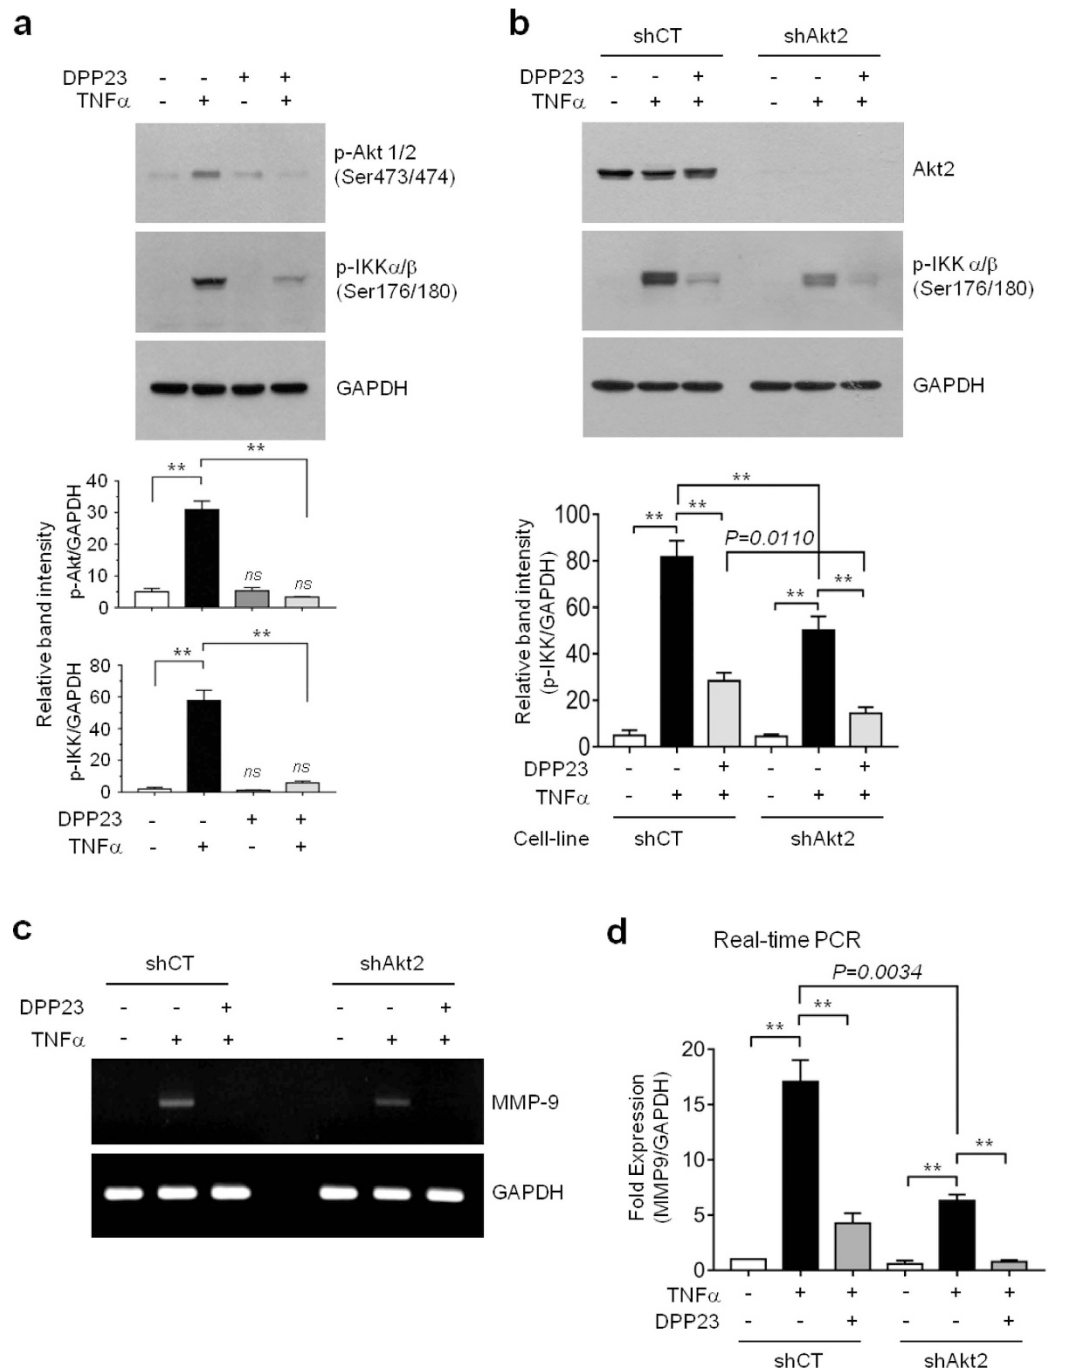 a
DPP23 - - + +
TNFα - + - +
p-Akt 1/2
(Ser473/474)
p-IKKα/β
(Ser176/180)
GAPDH
Relative band intensity
p-Akt/GAPDH
40
30
20
10
0
**
**
ns
ns
p-IKK/GAPDH
80
60
40
20
0
**
**
ns
ns
DPP23 - - + +
TNFα - + - +
b
shCT shAkt2
DPP23 - - + - - +
TNFα - + + - + +
Akt2
p-IKK α/β
(Ser176/180)
GAPDH
Relative band intensity
(p-IKK/GAPDH)
100
80
60
40
20
0
**
** **
P=0.0110
** **
DPP23 - - + - - +
TNFα - + + - + +
Cell-line shCT shAkt2
c
shCT shAkt2
DPP23 - - + - - +
TNFα - + + - + +
MMP-9
GAPDH
d
Real-time PCR
P=0.0034
** **
** **
Fold Expression
(MMP9/GAPDH)
20
15
10
5
0
TNFα - + + - + +
DPP23 - - + - - +
shCT shAkt2